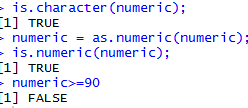 > is.character(numeric);
[1] TRUE
> numeric = as.numeric(numeric);
> is.numeric(numeric);
[1] TRUE
> numeric>=90
[1] FALSE